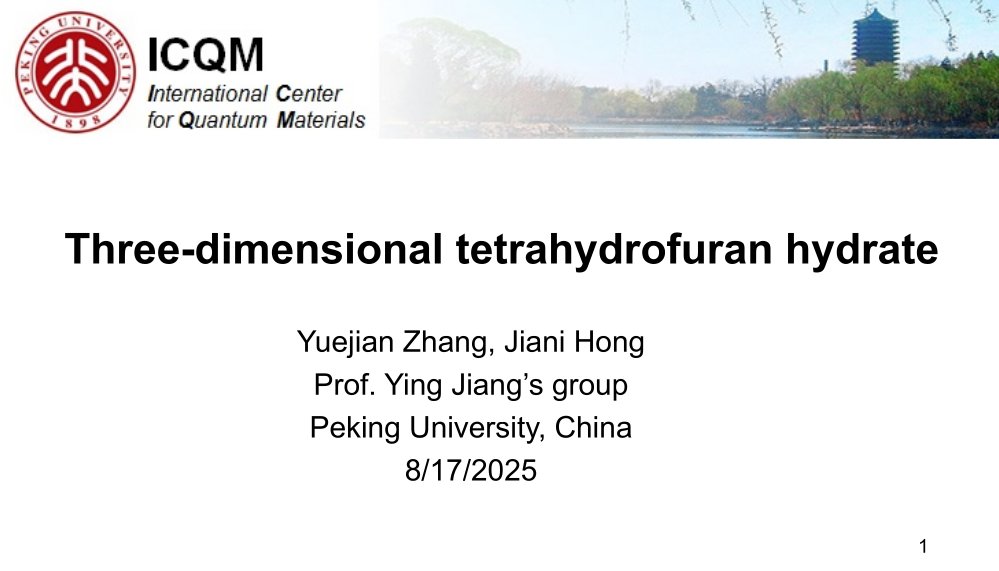 PEKING UNIVERSITY
1898
ICQM
International Center
for Quantum Materials
Three-dimensional tetrahydrofuran hydrate
Yuejian Zhang, Jiani Hong
Prof. Ying Jiang’s group
Peking University, China
8/17/2025
1